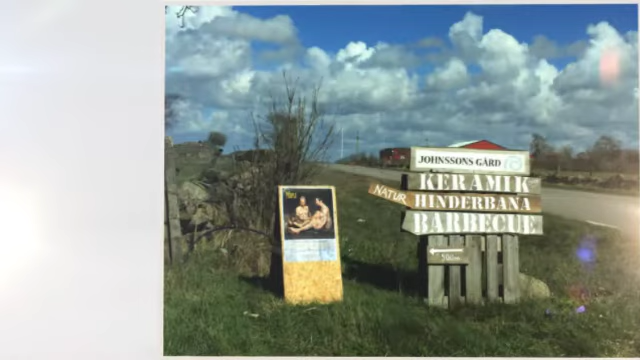 JOHNSSONS GÅRD
KERAMIK
NATUR
HINDERBANA
BARBECUE